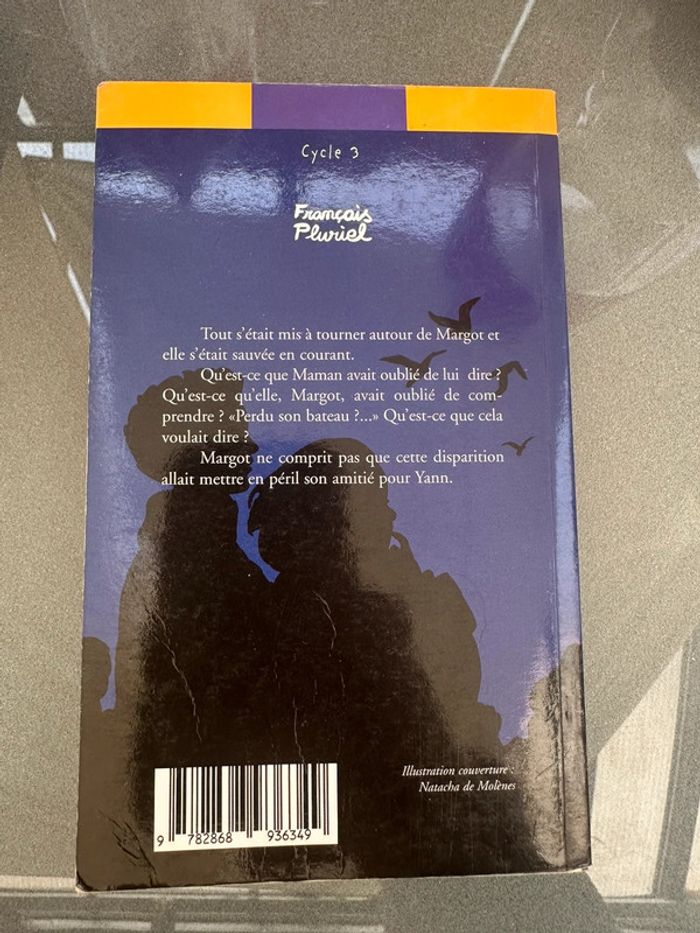 Cycle 3
Français
Pluriel
Tout s'était mis à tourner autour de Margot et
elle s'était sauvée en courant.
Qu'est-ce que Maman avait oublié de lui dire ?
Qu'est-ce qu'elle, Margot, avait oublié de com-
prendre ? «Perdu son bateau ?...» Qu'est-ce que cela
voulait dire ?
Margot ne comprit pas que cette disparition
allait mettre en péril son amitié pour Yann.
Illustration couverture :
Natacha de Molènes
9 782868 936349